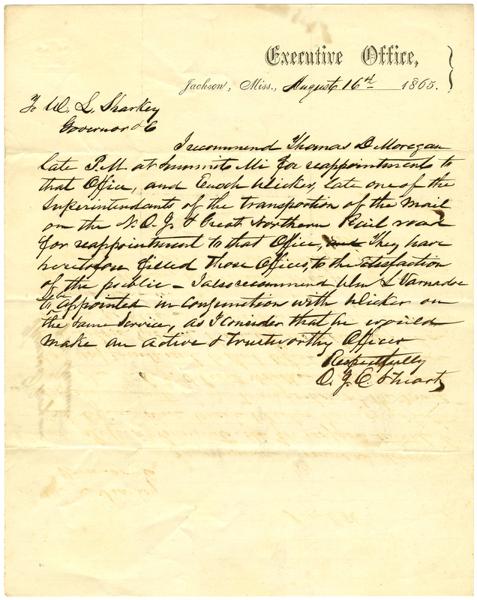 Executive Office,
Jackson, Miss., August 16th 1865.
To W. L. Sharkey
Governor &c
I recommend Thomas D. Moregan
late P.M. at Summit Mi for reappointment to
that Office, and Enoch Wicker, late one of the
Superintendants of the transportion of the Mail
on the N. O. J. & Great Northern Rail road
for reappointment to that Office, They have
heretofore filled those Offices, to the satisfaction
of the public – I also recommend Wm L Varnado
to appointed in conjunction with Wicker on
the same Service, as I consider that he would
make an active & trustworthy Officer
Respectfully
O. J. E. Stuart